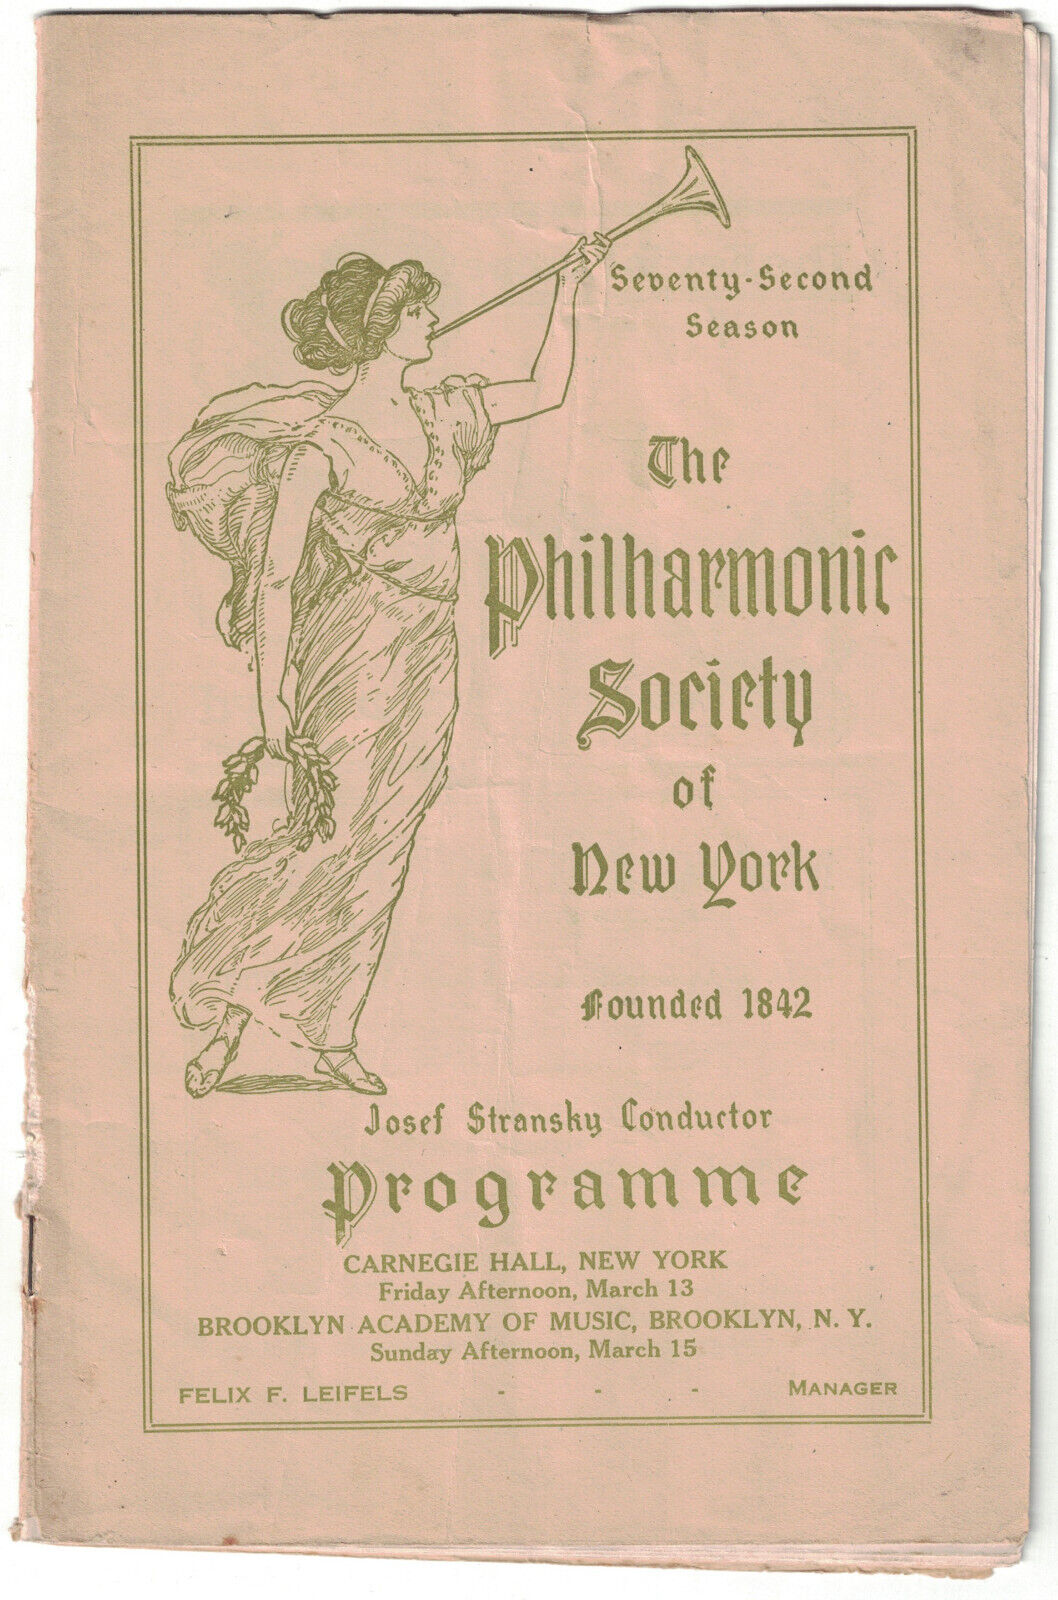 Seventy-Second
Season
The
Philharmonic
Society
of
New York
Founded 1842
Josef Stransky Conductor
Programme
CARNEGIE HALL, NEW YORK
Friday Afternoon, March 13
BROOKLYN ACADEMY OF MUSIC, BROOKLYN, N. Y.
Sunday Afternoon, March 15
FELIX F. LEIFELS - - - MANAGER